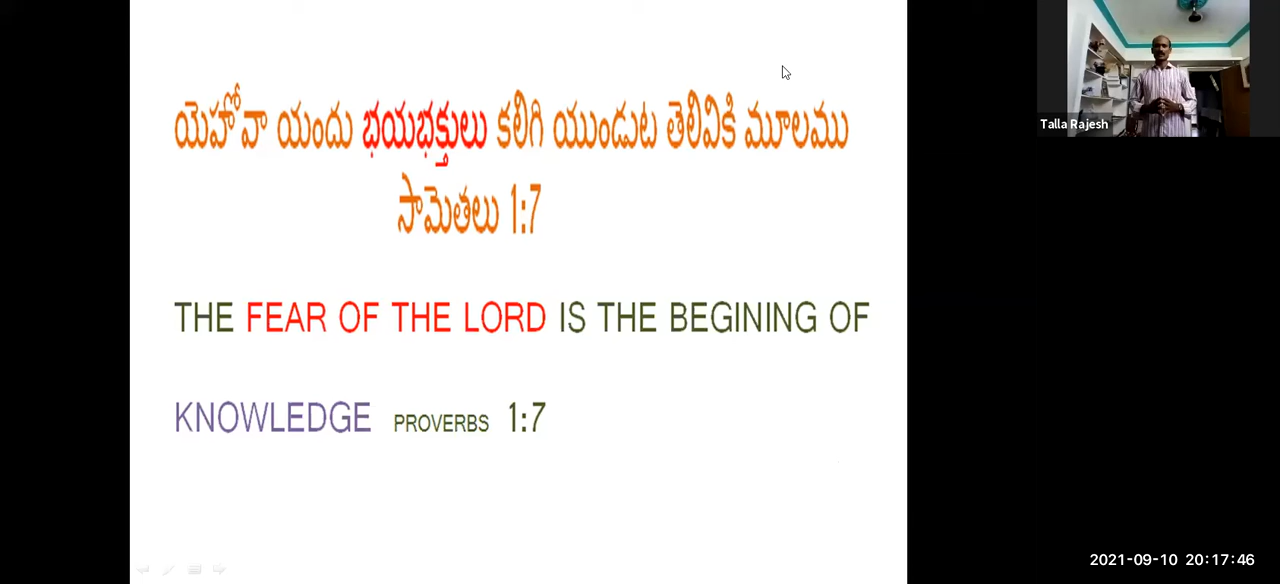 యెహోవా యందు భయభక్తులు కలిగి యుండుట తెలివికి మూలము
సామెతలు 1:7
THE FEAR OF THE LORD IS THE BEGINING OF
KNOWLEDGE PROVERBS 1:7
Talla Rajesh
2021-09-10 20:17:46